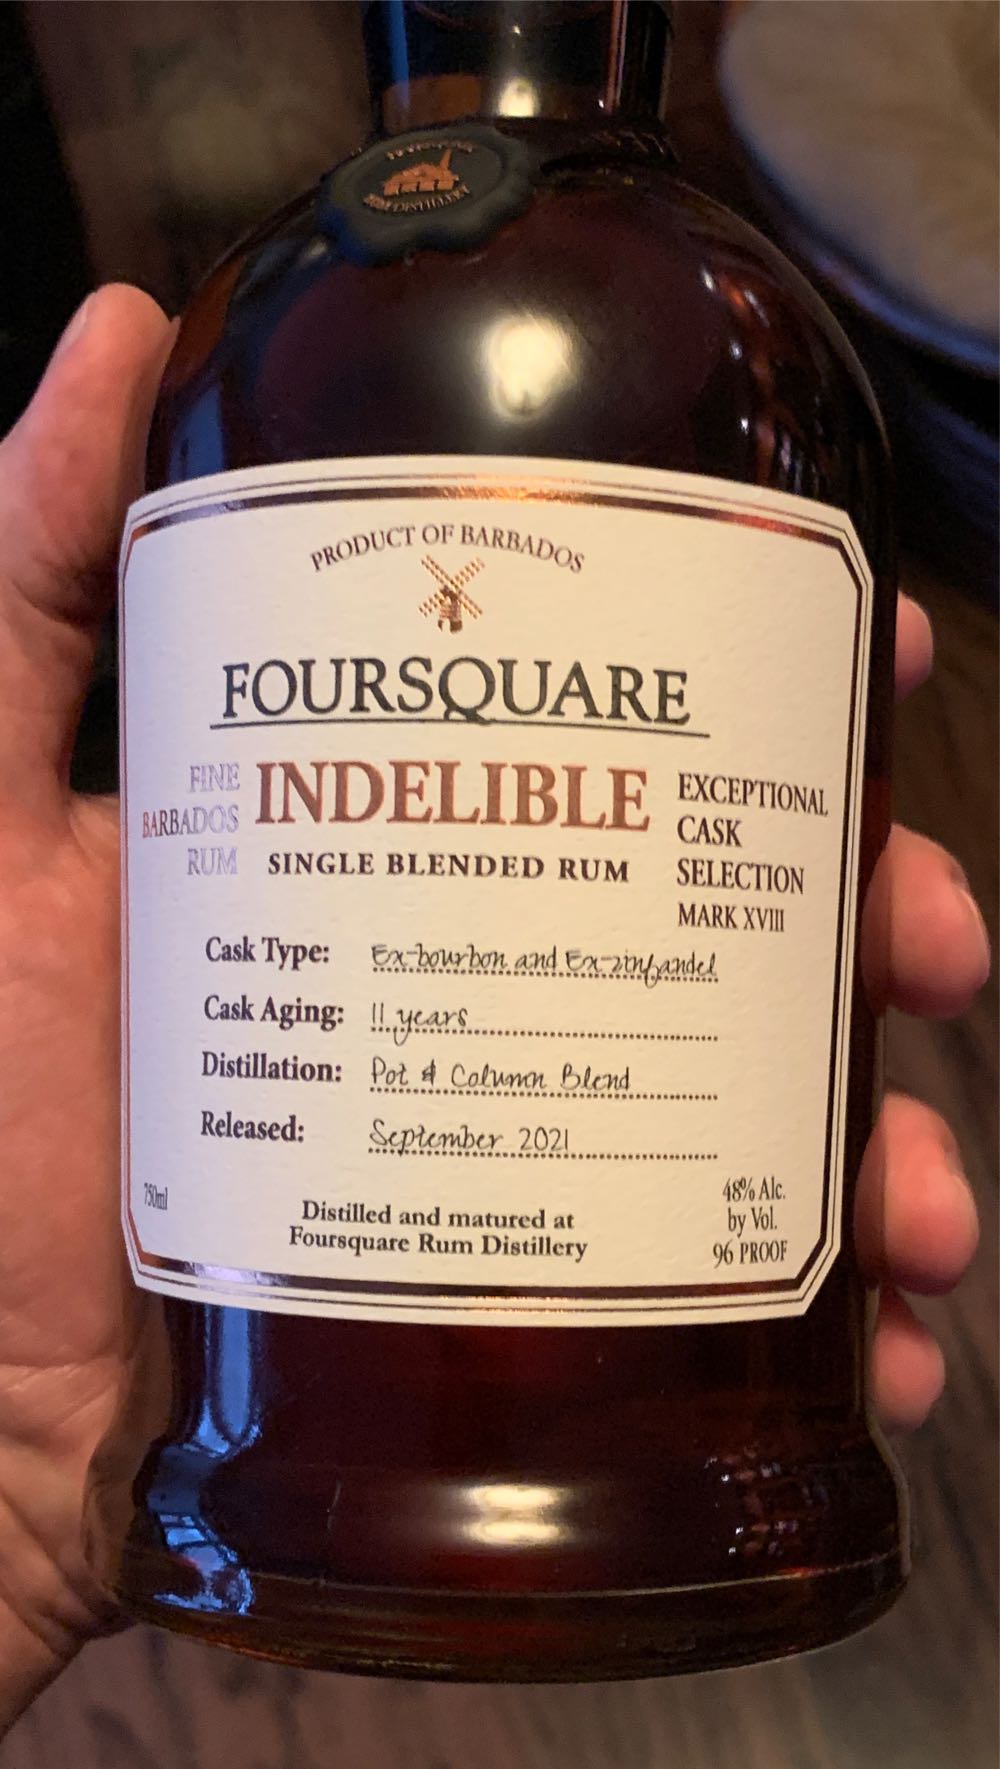 RUM DISTILLERY
PRODUCT OF BARBADOS
FOURSQUARE
FINE
BARBADOS
RUM
INDELIBLE
SINGLE BLENDED RUM
EXCEPTIONAL
CASK
SELECTION
MARK XVIII
Cask Type: Ex-bourbon and Ex-zinfandel
Cask Aging: 11 years
Distillation: Pot & Column Blend
Released: September 2021
750ml
Distilled and matured at
Foursquare Rum Distillery
48% Alc.
by Vol.
96 PROOF